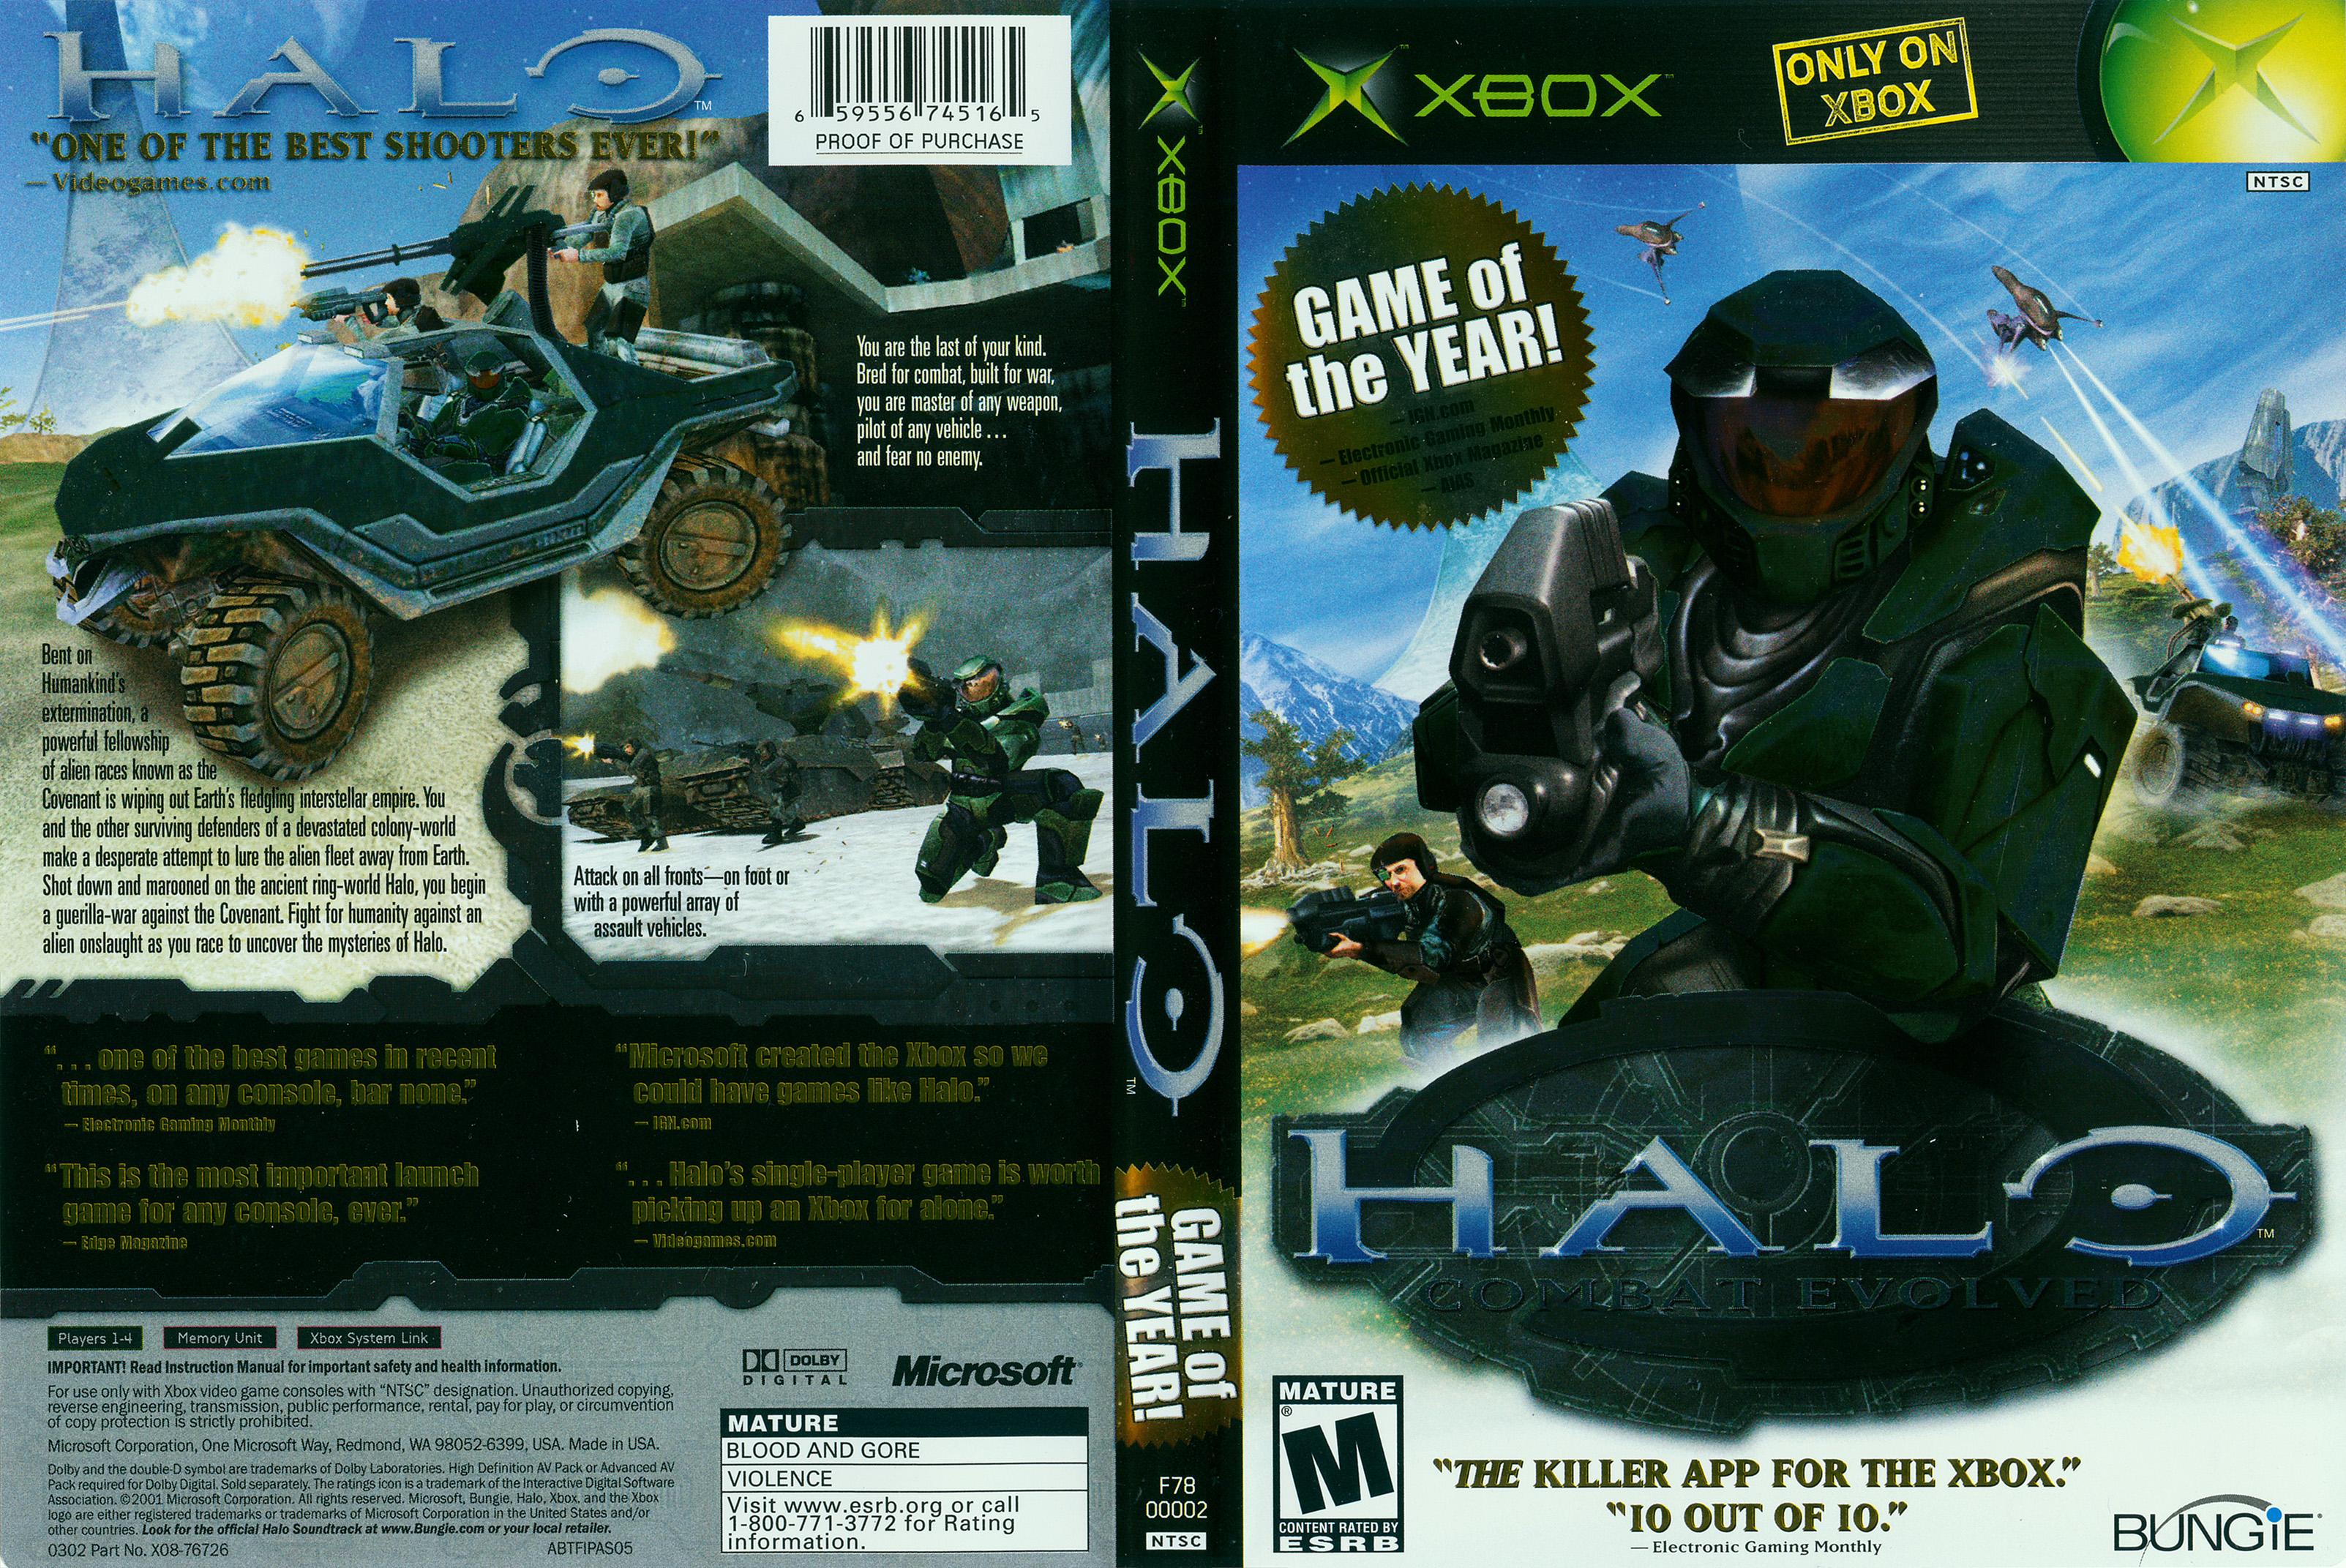 HALO™
"ONE OF THE BEST SHOOTERS EVER!"
— Videogames.com
6 59556 74516 5
PROOF OF PURCHASE
You are the last of your kind.
Bred for combat, built for war,
you are master of any weapon,
pilot of any vehicle . . .
and fear no enemy.
Bent on
Humankind's
extermination, a
powerful fellowship
of alien races known as the
Covenant is wiping out Earth's fledgling interstellar empire. You
and the other surviving defenders of a devastated colony-world
make a desperate attempt to lure the alien fleet away from Earth.
Shot down and marooned on the ancient ring-world Halo, you begin
a guerilla-war against the Covenant. Fight for humanity against an
alien onslaught as you race to uncover the mysteries of Halo.
Attack on all fronts—on foot or
with a powerful array of
assault vehicles.
". . . one of the best games in recent
times, on any console, bar none."
— Electronic Gaming Monthly
"Microsoft created the Xbox so we
could have games like Halo."
— IGN.com
"This is the most important launch
game for any console, ever."
— Edge Magazine
". . . Halo's single-player game is worth
picking up an Xbox for alone."
— Videogames.com
Players 1-4
Memory Unit
Xbox System Link
IMPORTANT! Read Instruction Manual for important safety and health information.
For use only with Xbox video game consoles with "NTSC" designation. Unauthorized copying,
reverse engineering, transmission, public performance, rental, pay for play, or circumvention
of copy protection is strictly prohibited.
Microsoft Corporation, One Microsoft Way, Redmond, WA 98052-6399, USA. Made in USA.
Dolby and the double-D symbol are trademarks of Dolby Laboratories. High Definition AV Pack or Advanced AV
Pack required for Dolby Digital. Sold separately. The ratings icon is a trademark of the Interactive Digital Software
Association. ©2001 Microsoft Corporation. All rights reserved. Microsoft, Bungie, Halo, Xbox, and the Xbox
logo are either registered trademarks or trademarks of Microsoft Corporation in the United States and/or
other countries. Look for the official Halo Soundtrack at www.Bungie.com or your local retailer.
0302 Part No. X08-76726
ABTFIPAS05
DOLBY
DIGITAL
Microsoft®
MATURE
BLOOD AND GORE
VIOLENCE
Visit www.esrb.org or call
1-800-771-3772 for Rating
information.
XBOX™
HALO™
GAME of
the YEAR!
F78
00002
NTSC
XBOX™
ONLY ON
XBOX
NTSC
GAME of
the YEAR!
— IGN.com
— Electronic Gaming Monthly
— Official Xbox Magazine
— AIAS
HALO™
COMBAT EVOLVED
MATURE
M®
CONTENT RATED BY
ESRB
"THE KILLER APP FOR THE XBOX."
"10 OUT OF 10."
— Electronic Gaming Monthly
BUNGiE®